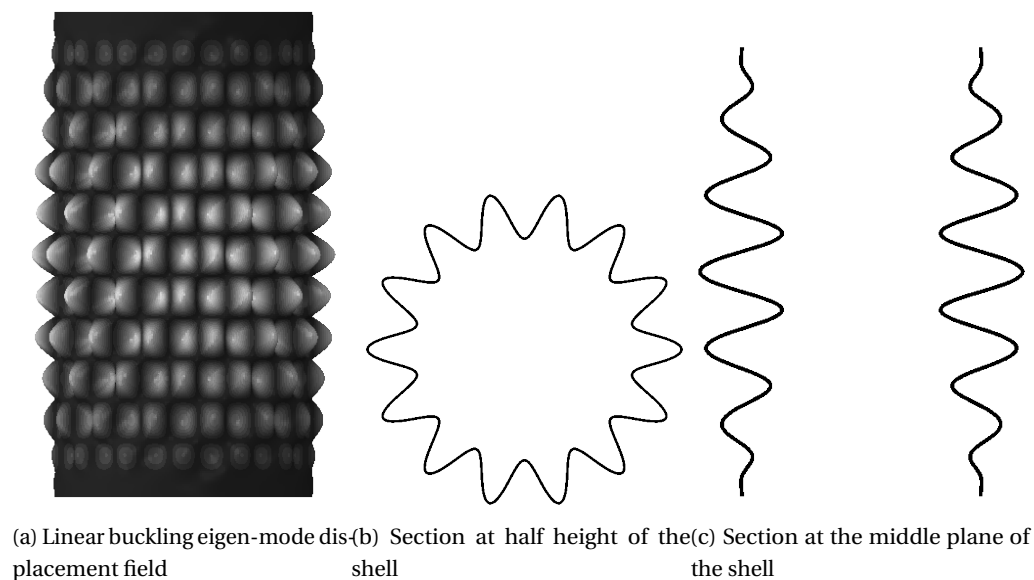 (a) Linear buckling eigen-mode dis-
placement field
(b) Section at half height of the
shell
(c) Section at the middle plane of
the shell